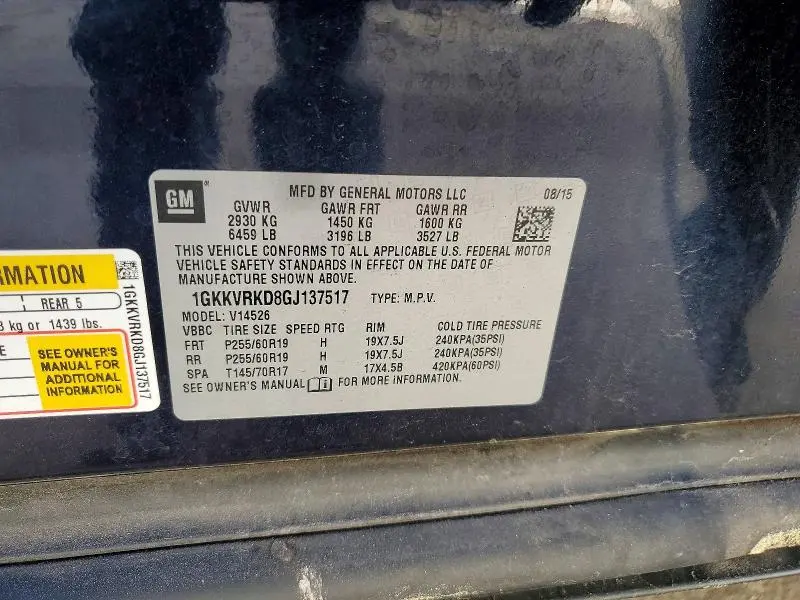 GM
MFD BY GENERAL MOTORS LLC 08/15
GVWR GAWR FRT GAWR RR
2930 KG 1450 KG 1600 KG
6459 LB 3196 LB 3527 LB
THIS VEHICLE CONFORMS TO ALL APPLICABLE U.S. FEDERAL MOTOR
VEHICLE SAFETY STANDARDS IN EFFECT ON THE DATE OF
MANUFACTURE SHOWN ABOVE.
1GKKVRKD8GJ137517 TYPE: M.P.V.
MODEL: V14526
VBBC TIRE SIZE SPEED RTG RIM COLD TIRE PRESSURE
FRT P255/60R19 H 19X7.5J 240KPA(35PSI)
RR P255/60R19 H 19X7.5J 240KPA(35PSI)
SPA T145/70R17 M 17X4.5B 420KPA(60PSI)
SEE OWNER'S MANUAL FOR MORE INFORMATION.
RMATION
REAR 5
kg or 1439 lbs.
SEE OWNER'S
MANUAL FOR
ADDITIONAL
INFORMATION
1GKKVRKD8GJ137517